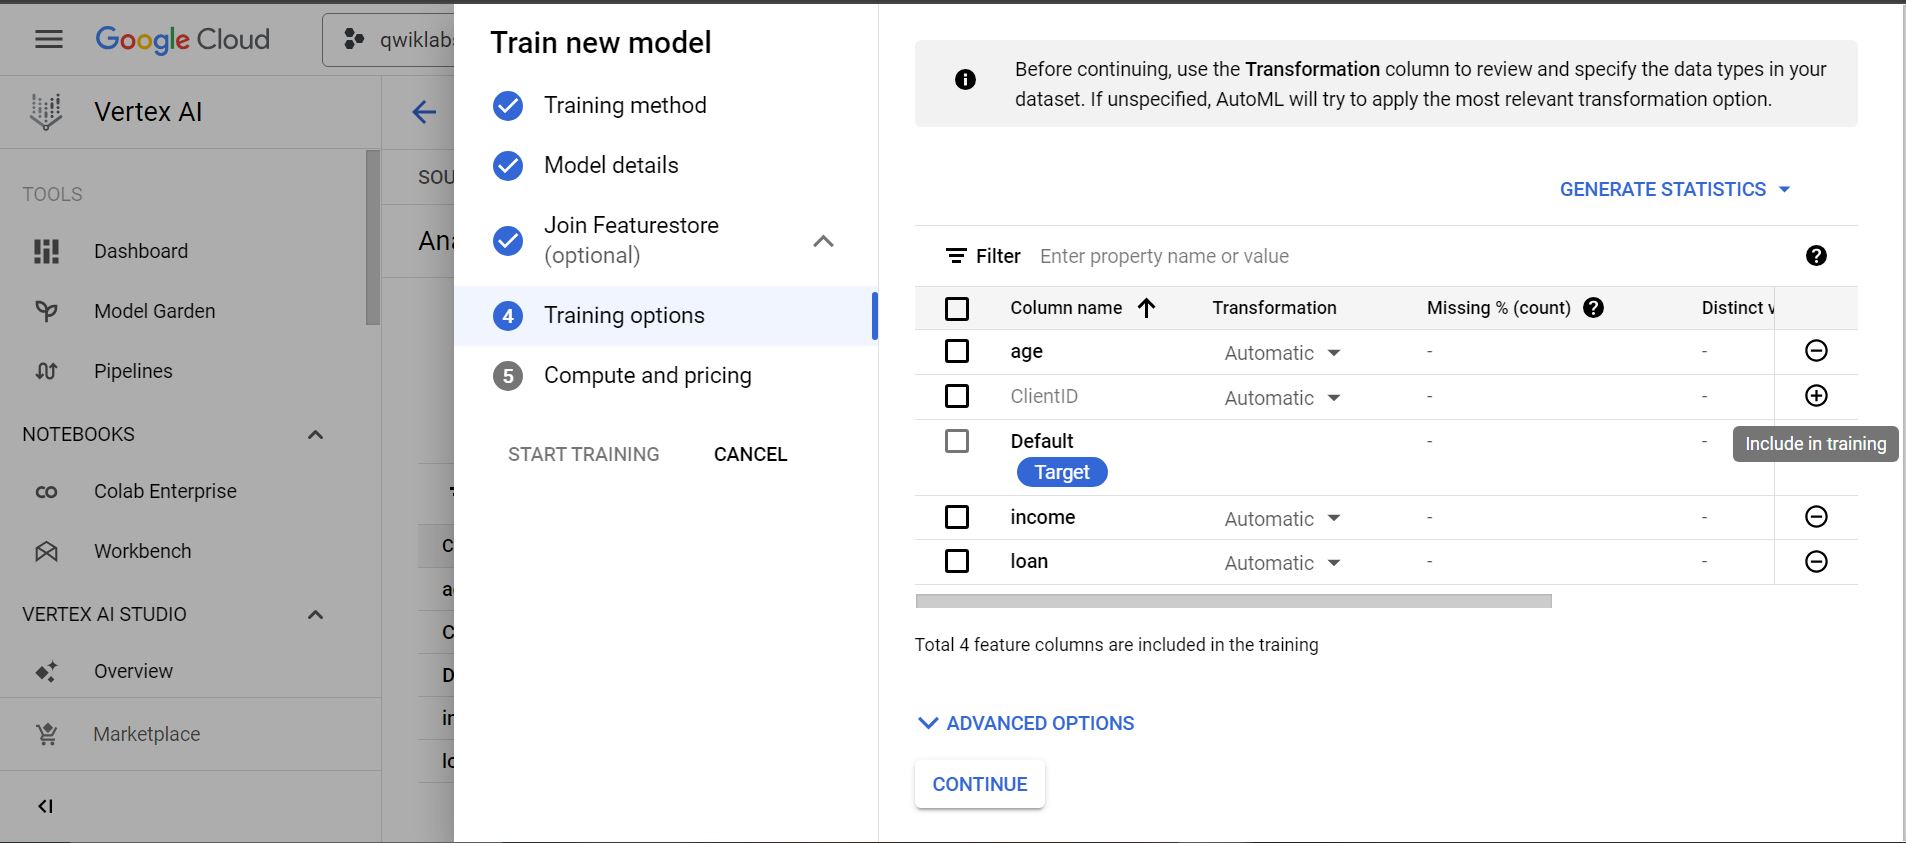 Google Cloud
qwiklabs
Vertex AI
TOOLS
Dashboard
Model Garden
Pipelines
NOTEBOOKS
Colab Enterprise
Workbench
VERTEX AI STUDIO
Overview
Marketplace
SOU
Ana
Train new model
Training method
Model details
Join Featurestore
(optional)
4 Training options
5 Compute and pricing
START TRAINING CANCEL
Before continuing, use the Transformation column to review and specify the data types in your
dataset. If unspecified, AutoML will try to apply the most relevant transformation option.
GENERATE STATISTICS
Filter Enter property name or value
Column name Transformation Missing % (count) Distinct v
age Automatic - -
ClientID Automatic - -
Default - -
Include in training
Target
income Automatic - -
loan Automatic - -
Total 4 feature columns are included in the training
ADVANCED OPTIONS
CONTINUE